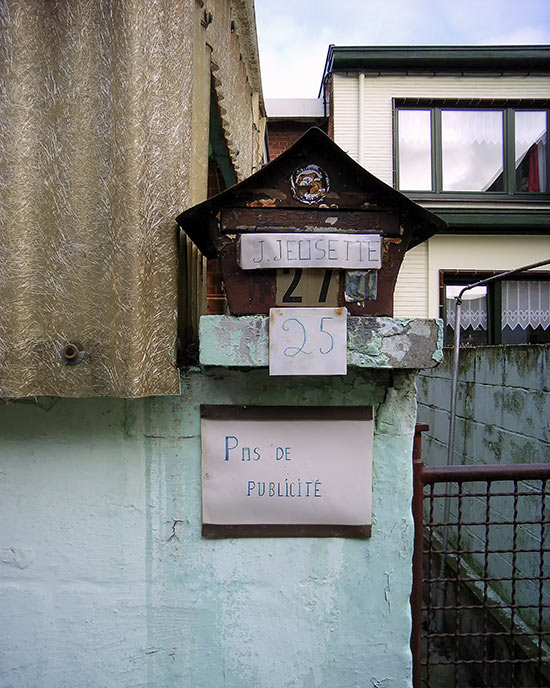 J. JEUSETTE
27
25
PAS DE
PUBLICITÉ